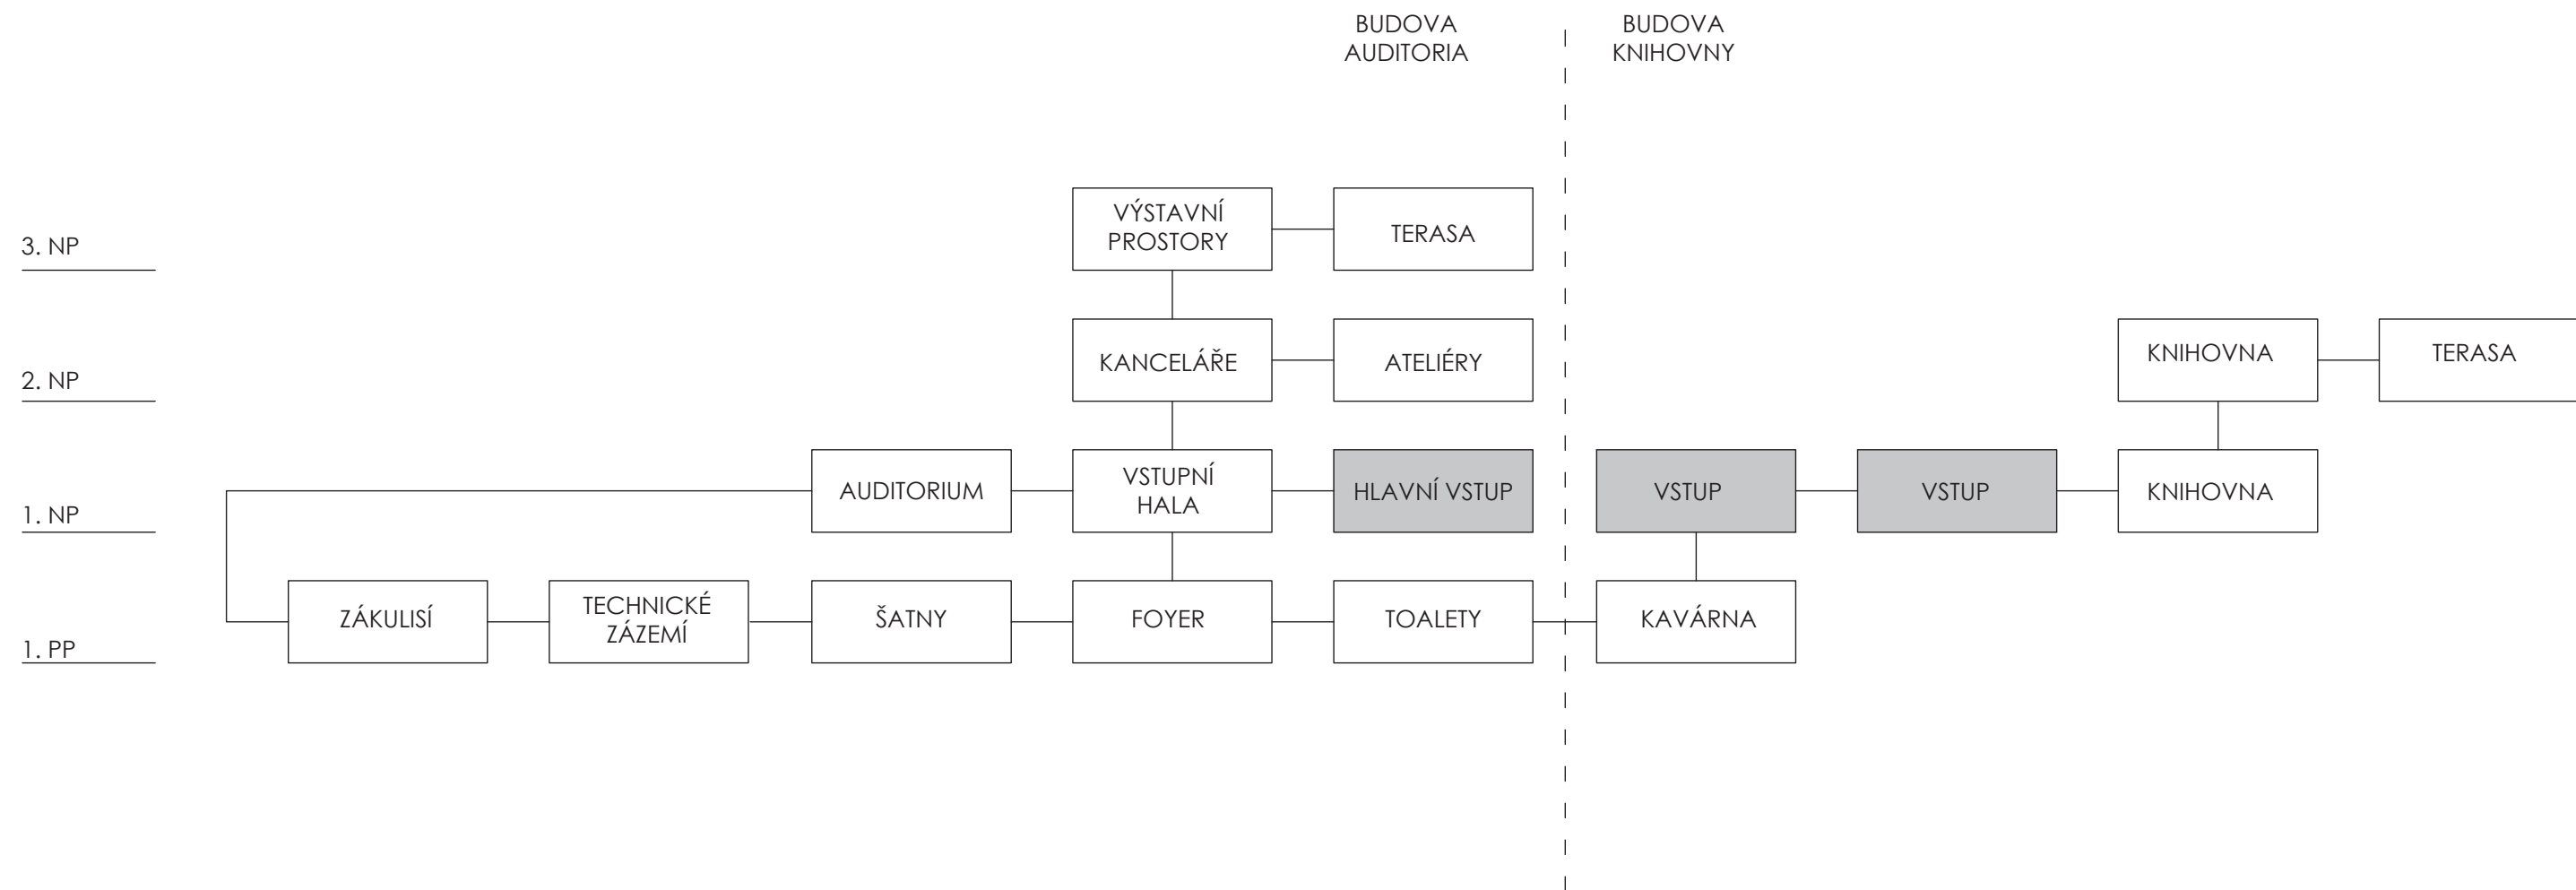 BUDOVA
AUDITORIA
BUDOVA
KNIHOVNY
3. NP
VÝSTAVNÍ
PROSTORY
TERASA
2. NP
KANCELÁŘE
ATELIÉRY
KNIHOVNA
TERASA
1. NP
AUDITORIUM
VSTUPNÍ
HALA
HLAVNÍ VSTUP
VSTUP
VSTUP
KNIHOVNA
1. PP
ZÁKULISÍ
TECHNICKÉ
ZÁZEMÍ
ŠATNY
FOYER
TOALETY
KAVÁRNA